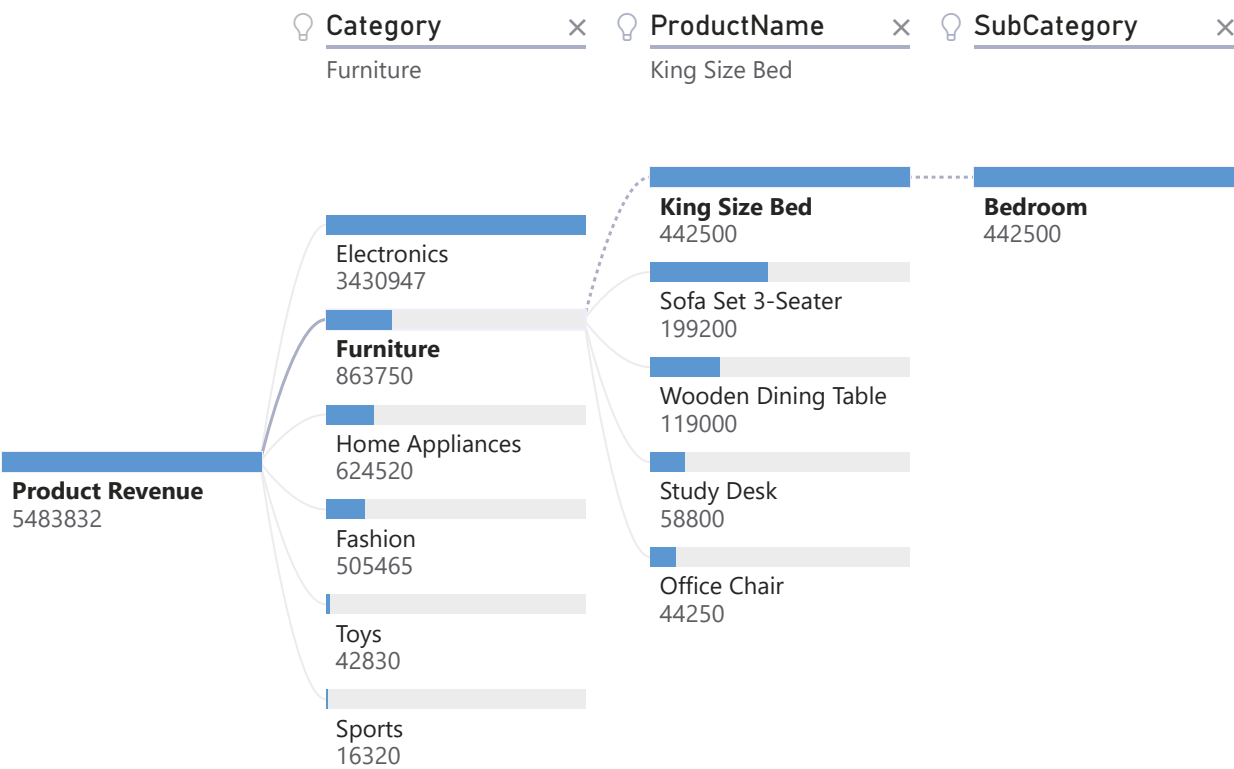 Category
ProductName
SubCategory
Furniture
King Size Bed
Product Revenue
5483832
Electronics
3430947
Furniture
863750
Home Appliances
624520
Fashion
505465
Toys
42830
Sports
16320
King Size Bed
442500
Sofa Set 3-Seater
199200
Wooden Dining Table
119000
Study Desk
58800
Office Chair
44250
Bedroom
442500